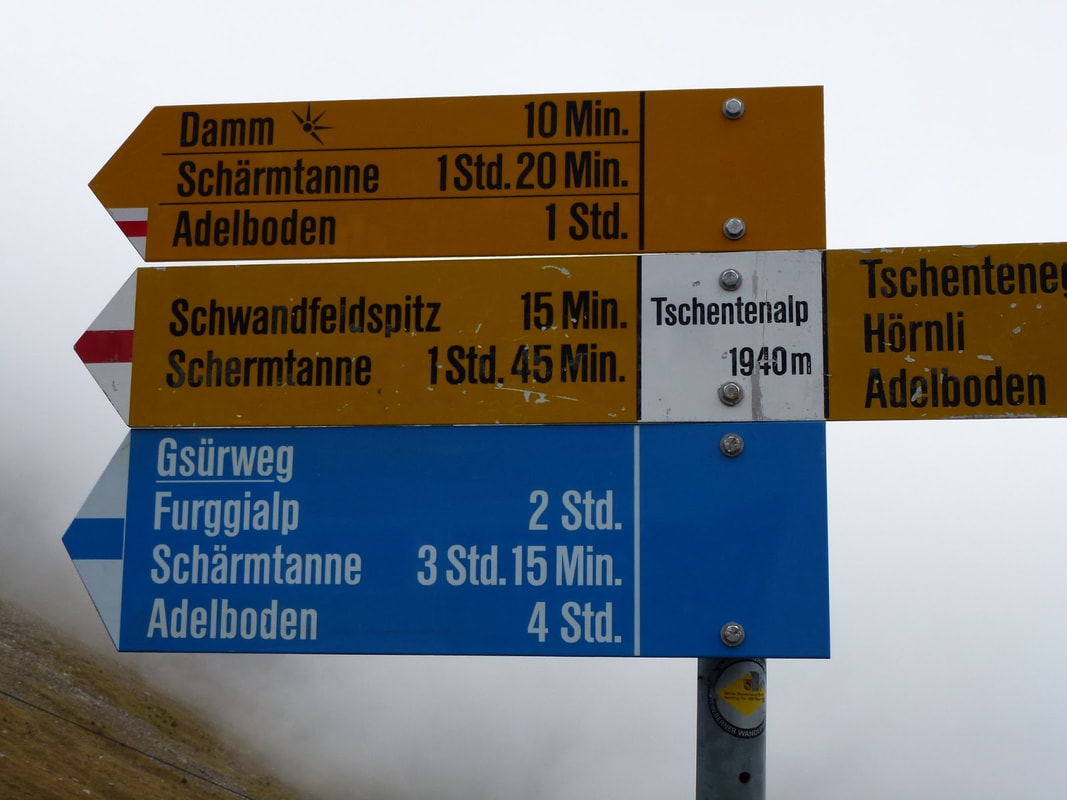 Damm 10 Min.
Schärmtanne 1 Std. 20 Min.
Adelboden 1 Std.
Schwandfeldspitz 15 Min.
Schermtanne 1 Std. 45 Min.
Tschentenalp
1940 m
Tschenteneg
Hörnli
Adelboden
Gsürweg
Furggialp 2 Std.
Schärmtanne 3 Std. 15 Min.
Adelboden 4 Std.